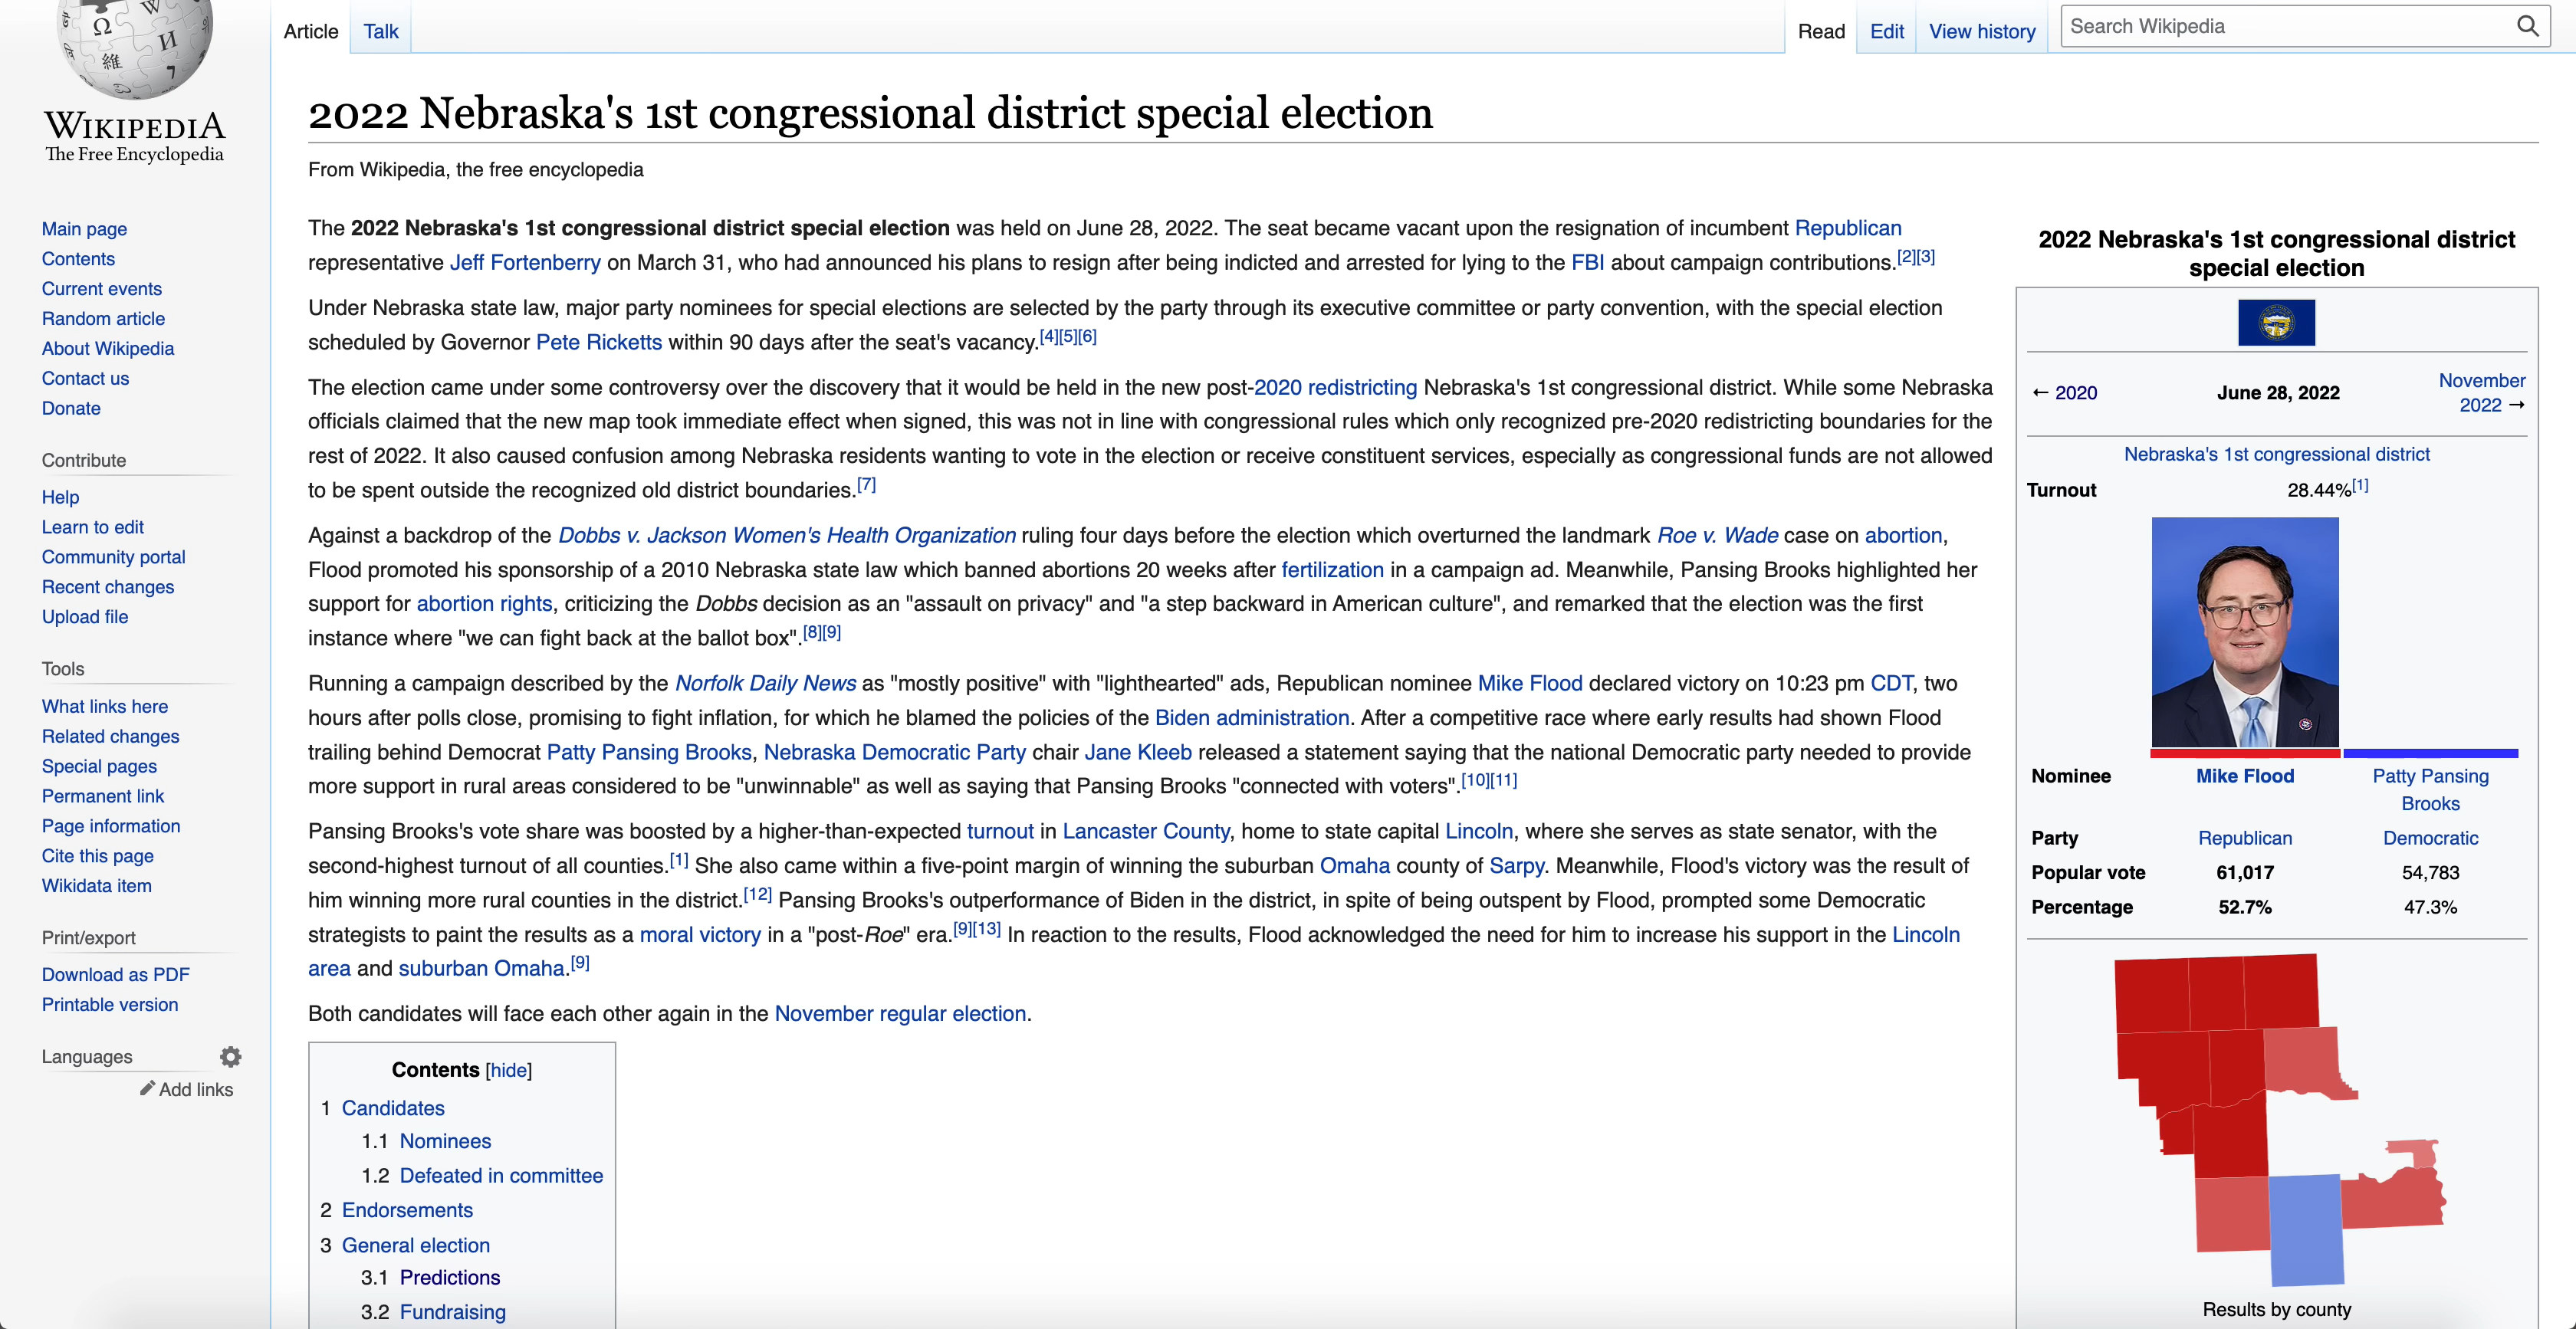 WIKIPEDIA
The Free Encyclopedia
Main page
Contents
Current events
Random article
About Wikipedia
Contact us
Donate
Contribute
Help
Learn to edit
Community portal
Recent changes
Upload file
Tools
What links here
Related changes
Special pages
Permanent link
Page information
Cite this page
Wikidata item
Print/export
Download as PDF
Printable version
Languages
Add links
Article Talk
Read Edit View history Search Wikipedia
2022 Nebraska's 1st congressional district special election
From Wikipedia, the free encyclopedia
The 2022 Nebraska's 1st congressional district special election was held on June 28, 2022. The seat became vacant upon the resignation of incumbent Republican
representative Jeff Fortenberry on March 31, who had announced his plans to resign after being indicted and arrested for lying to the FBI about campaign contributions.[2][3]
Under Nebraska state law, major party nominees for special elections are selected by the party through its executive committee or party convention, with the special election
scheduled by Governor Pete Ricketts within 90 days after the seat's vacancy.[4][5][6]
The election came under some controversy over the discovery that it would be held in the new post-2020 redistricting Nebraska's 1st congressional district. While some Nebraska
officials claimed that the new map took immediate effect when signed, this was not in line with congressional rules which only recognized pre-2020 redistricting boundaries for the
rest of 2022. It also caused confusion among Nebraska residents wanting to vote in the election or receive constituent services, especially as congressional funds are not allowed
to be spent outside the recognized old district boundaries.[7]
Against a backdrop of the Dobbs v. Jackson Women's Health Organization ruling four days before the election which overturned the landmark Roe v. Wade case on abortion,
Flood promoted his sponsorship of a 2010 Nebraska state law which banned abortions 20 weeks after fertilization in a campaign ad. Meanwhile, Pansing Brooks highlighted her
support for abortion rights, criticizing the Dobbs decision as an "assault on privacy" and "a step backward in American culture", and remarked that the election was the first
instance where "we can fight back at the ballot box".[8][9]
Running a campaign described by the Norfolk Daily News as "mostly positive" with "lighthearted" ads, Republican nominee Mike Flood declared victory on 10:23 pm CDT, two
hours after polls close, promising to fight inflation, for which he blamed the policies of the Biden administration. After a competitive race where early results had shown Flood
trailing behind Democrat Patty Pansing Brooks, Nebraska Democratic Party chair Jane Kleeb released a statement saying that the national Democratic party needed to provide
more support in rural areas considered to be "unwinnable" as well as saying that Pansing Brooks "connected with voters".[10][11]
Pansing Brooks's vote share was boosted by a higher-than-expected turnout in Lancaster County, home to state capital Lincoln, where she serves as state senator, with the
second-highest turnout of all counties.[1] She also came within a five-point margin of winning the suburban Omaha county of Sarpy. Meanwhile, Flood's victory was the result of
him winning more rural counties in the district.[12] Pansing Brooks's outperformance of Biden in the district, in spite of being outspent by Flood, prompted some Democratic
strategists to paint the results as a moral victory in a "post-Roe" era.[9][13] In reaction to the results, Flood acknowledged the need for him to increase his support in the Lincoln
area and suburban Omaha.[9]
Both candidates will face each other again in the November regular election.
Contents [hide]
1 Candidates
1.1 Nominees
1.2 Defeated in committee
2 Endorsements
3 General election
3.1 Predictions
3.2 Fundraising
2022 Nebraska's 1st congressional district
special election
← 2020 June 28, 2022 November
2022 →
Nebraska's 1st congressional district
Turnout 28.44%[1]
Nominee Mike Flood Patty Pansing
Brooks
Party Republican Democratic
Popular vote 61,017 54,783
Percentage 52.7% 47.3%
Results by county